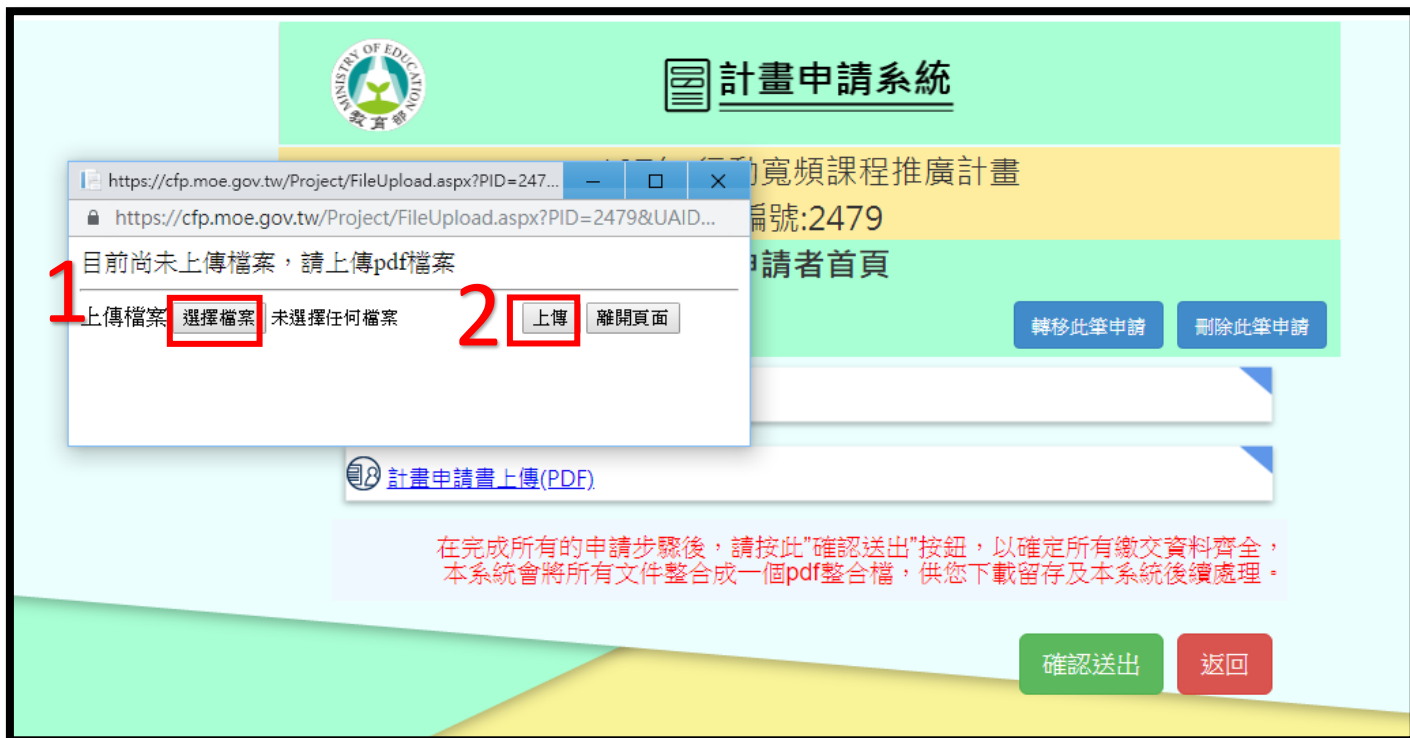 MINISTRY OF EDUCATION
教育部
計畫申請系統
行動寬頻課程推廣計畫
編號:2479
申請者首頁
轉移此筆申請 刪除此筆申請
https://cfp.moe.gov.tw/Project/FileUpload.aspx?PID=247...
https://cfp.moe.gov.tw/Project/FileUpload.aspx?PID=2479&UAID...
目前尚未上傳檔案，請上傳pdf檔案
1 2
上傳檔案 選擇檔案 未選擇任何檔案 上傳 離開頁面
計畫申請書上傳(PDF)
在完成所有的申請步驟後，請按此"確認送出"按鈕，以確定所有繳交資料齊全，
本系統會將所有文件整合成一個pdf整合檔，供您下載留存及本系統後續處理。
確認送出 返回